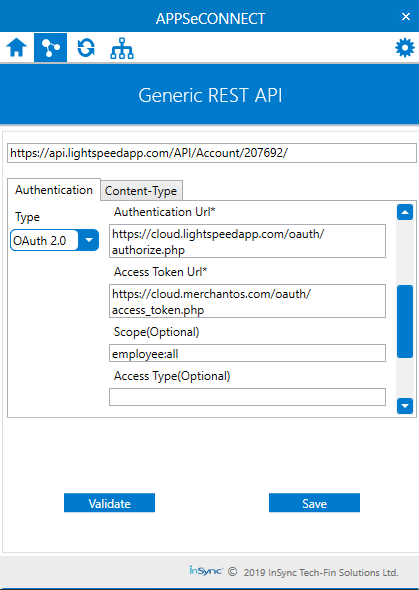 APPSeCONNECT
Generic REST API
https://api.lightspeedapp.com/API/Account/207692/
Authentication
Content-Type
Type
OAuth 2.0
Authentication Url*
https://cloud.lightspeedapp.com/oauth/
authorize.php
Access Token Url*
https://cloud.merchantos.com/oauth/
access_token.php
Scope(Optional)
employee:all
Access Type(Optional)
Validate
Save
inSync © 2019 InSync Tech-Fin Solutions Ltd.